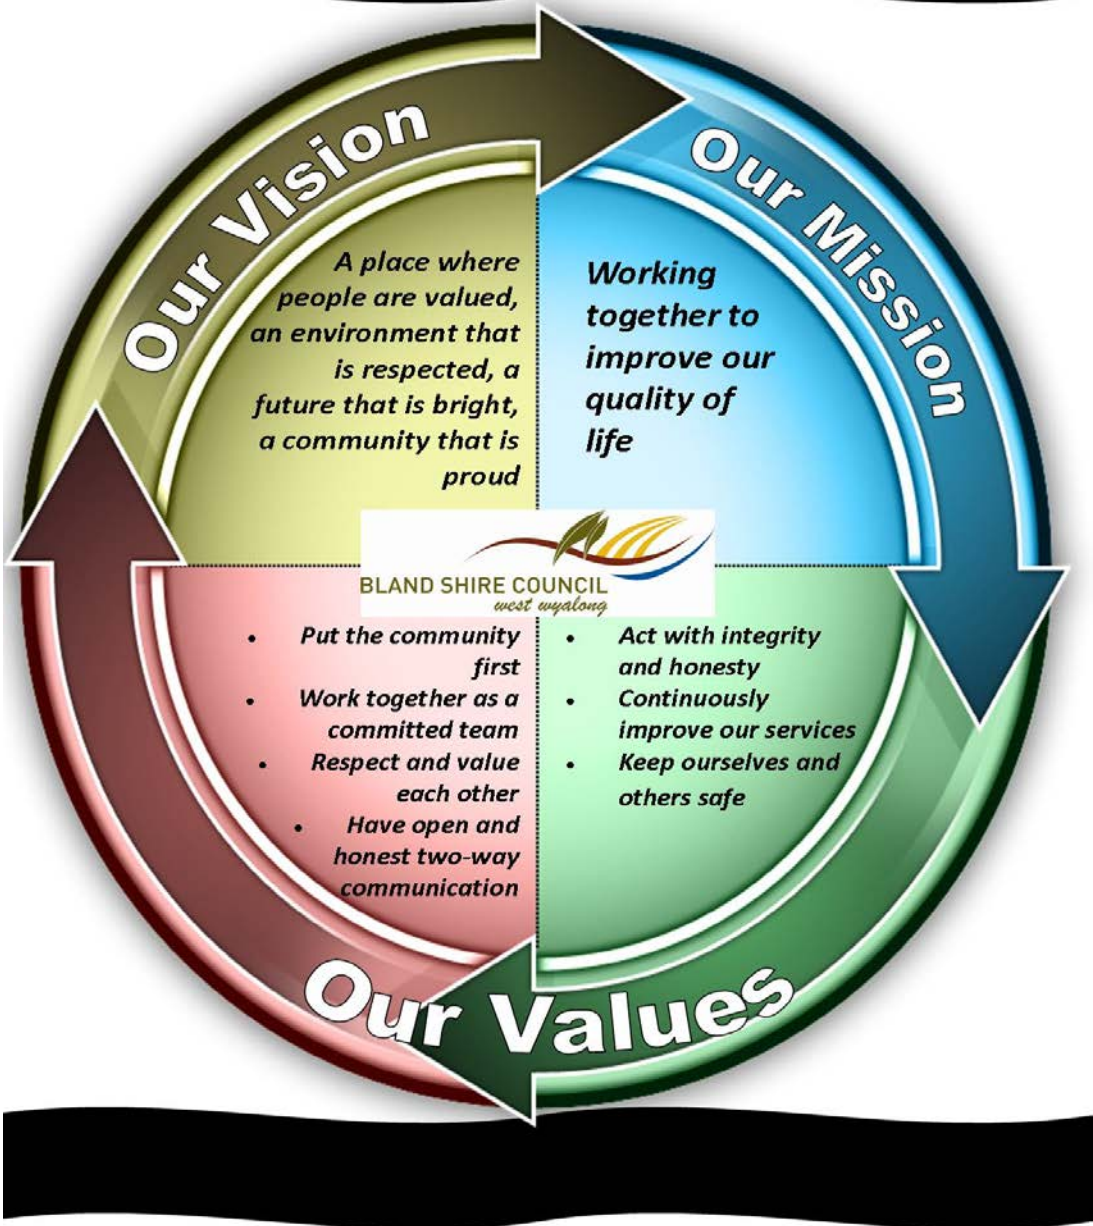 Our Vision
A place where
people are valued,
an environment that
is respected, a
future that is bright,
a community that is
proud
Our Mission
Working
together to
improve our
quality of
life
BLAND SHIRE COUNCIL
west wyalong
• Put the community
first
• Work together as a
committed team
• Respect and value
each other
• Have open and
honest two-way
communication
• Act with integrity
and honesty
• Continuously
improve our services
• Keep ourselves and
others safe
Our Values